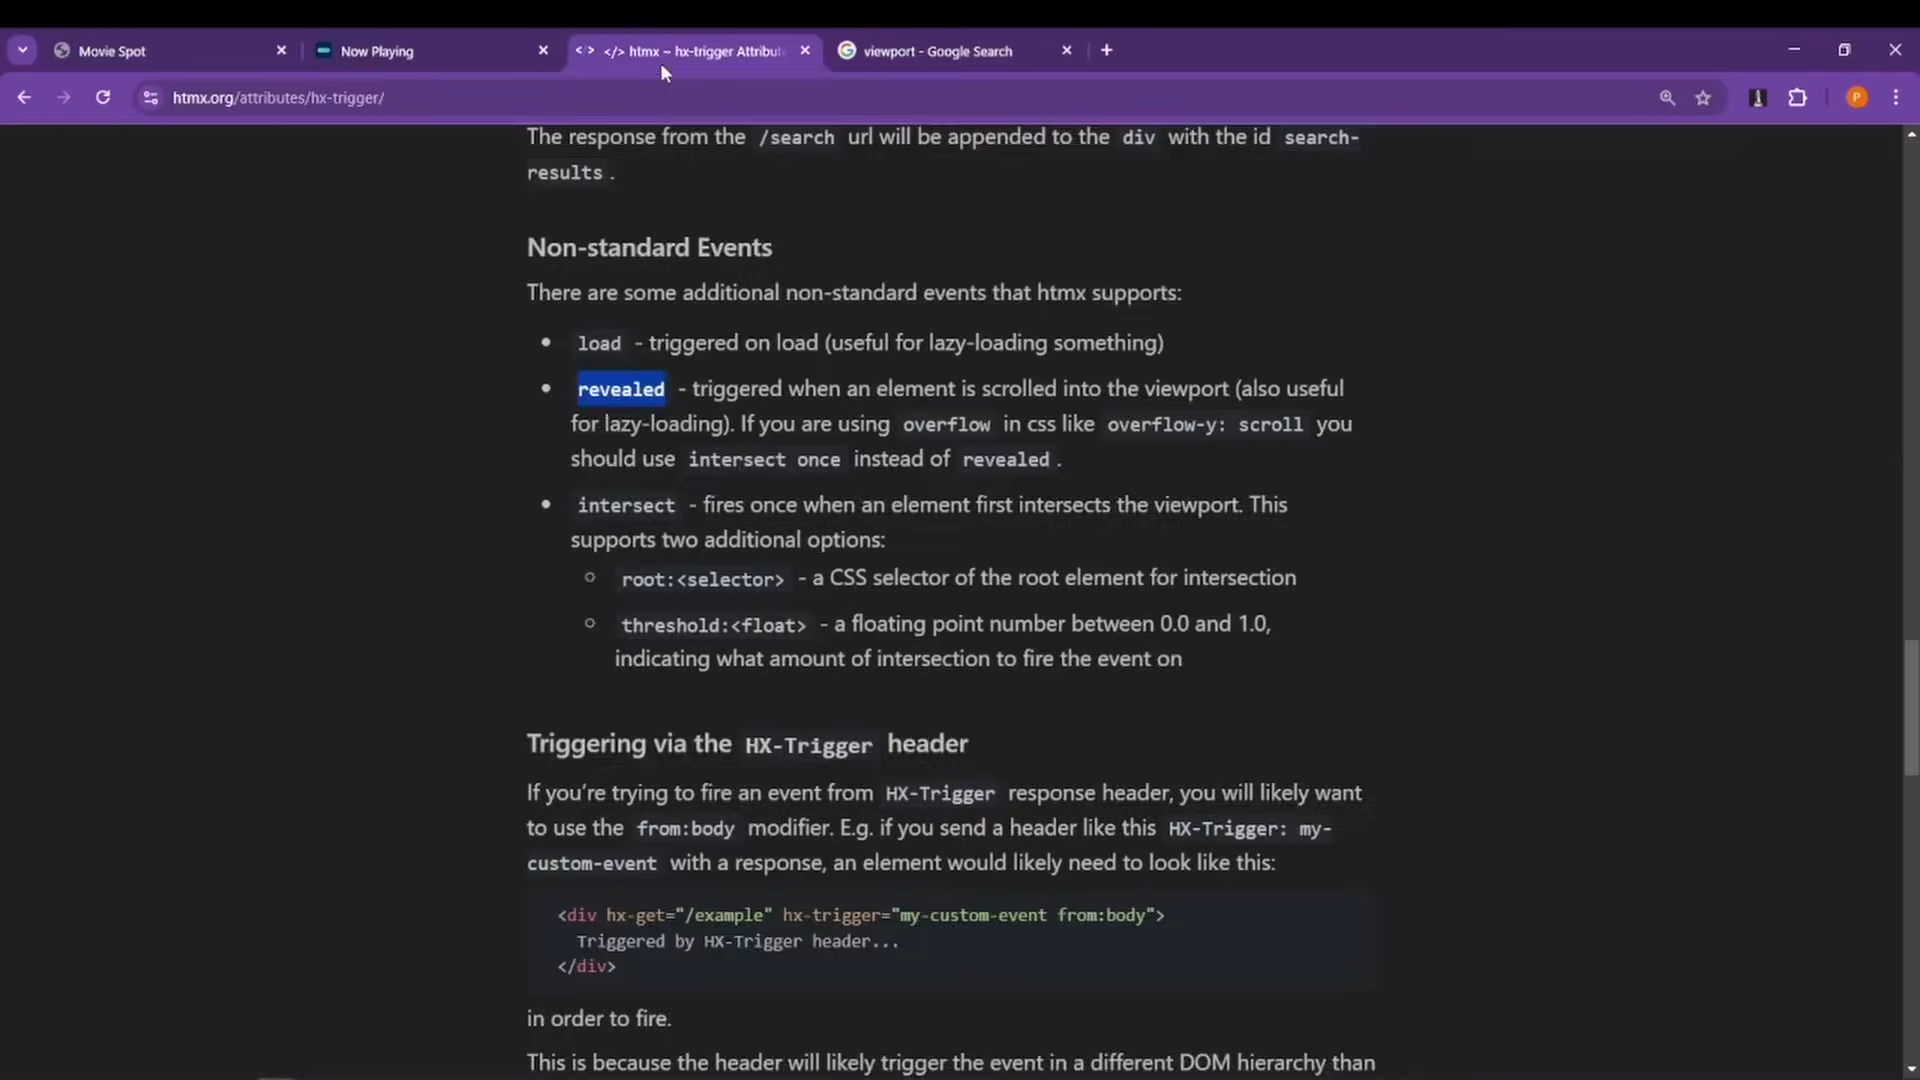 Movie Spot
Now Playing
</> htmx ~ hx-trigger Attribut
viewport - Google Search
htmx.org/attributes/hx-trigger/
P
The response from the /search url will be appended to the div with the id search-
results .
Non-standard Events
There are some additional non-standard events that htmx supports:
• load - triggered on load (useful for lazy-loading something)
• revealed - triggered when an element is scrolled into the viewport (also useful
for lazy-loading). If you are using overflow in css like overflow-y: scroll you
should use intersect once instead of revealed .
• intersect - fires once when an element first intersects the viewport. This
supports two additional options:
○ root:<selector> - a CSS selector of the root element for intersection
○ threshold:<float> - a floating point number between 0.0 and 1.0,
indicating what amount of intersection to fire the event on
Triggering via the HX-Trigger header
If you’re trying to fire an event from HX-Trigger response header, you will likely want
to use the from:body modifier. E.g. if you send a header like this HX-Trigger: my-
custom-event with a response, an element would likely need to look like this:
<div hx-get="/example" hx-trigger="my-custom-event from:body">
Triggered by HX-Trigger header...
</div>
in order to fire.
This is because the header will likely trigger the event in a different DOM hierarchy than